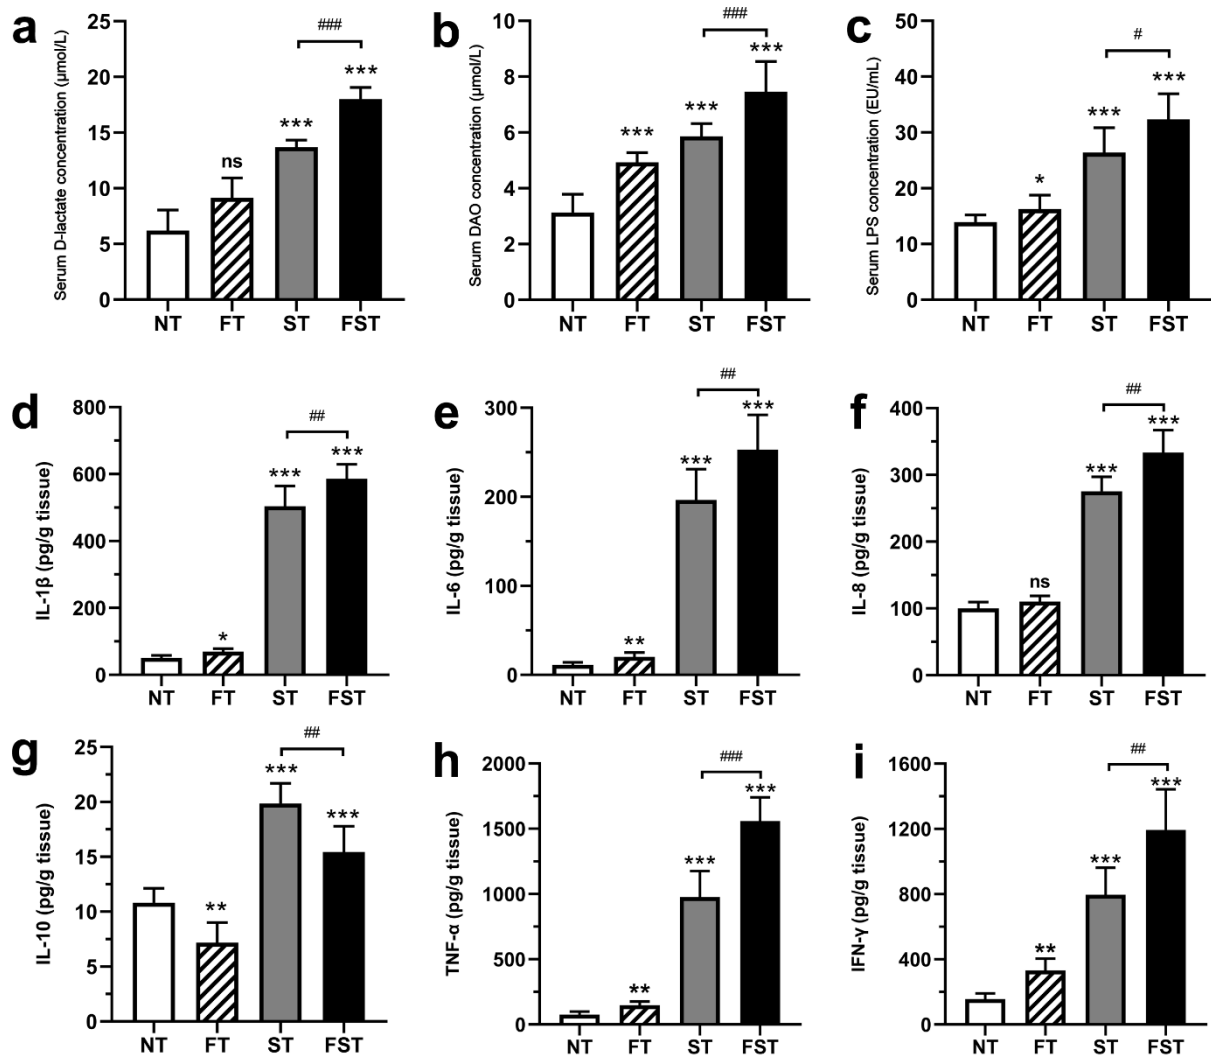 a
Serum D-lactate concentration (μmol/L)
25
20
15
10
5
0
ns
***
***
###
NT FT ST FST
b
Serum DAO concentration (μmol/L)
10
8
6
4
2
0
***
***
***
###
NT FT ST FST
c
Serum LPS concentration (EU/mL)
50
40
30
20
10
0
*
***
***
#
NT FT ST FST
d
IL-1β (pg/g tissue)
800
600
400
200
0
*
***
***
##
NT FT ST FST
e
IL-6 (pg/g tissue)
300
200
100
0
**
***
***
##
NT FT ST FST
f
IL-8 (pg/g tissue)
400
300
200
100
0
ns
***
***
##
NT FT ST FST
g
IL-10 (pg/g tissue)
25
20
15
10
5
0
**
***
***
##
NT FT ST FST
h
TNF-α (pg/g tissue)
2000
1500
1000
500
0
**
***
***
###
NT FT ST FST
i
IFN-γ (pg/g tissue)
1600
1200
800
400
0
**
***
***
##
NT FT ST FST